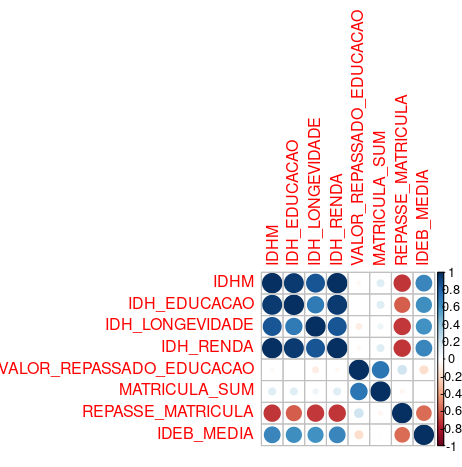 IDHM
IDH_EDUCACAO
IDH_LONGEVIDADE
IDH_RENDA
VALOR_REPASSADO_EDUCACAO
MATRICULA_SUM
REPASSE_MATRICULA
IDEB_MEDIA
IDHM
IDH_EDUCACAO
IDH_LONGEVIDADE
IDH_RENDA
VALOR_REPASSADO_EDUCACAO
MATRICULA_SUM
REPASSE_MATRICULA
IDEB_MEDIA
1
0.8
0.6
0.4
0.2
0
-0.2
-0.4
-0.6
-0.8
-1